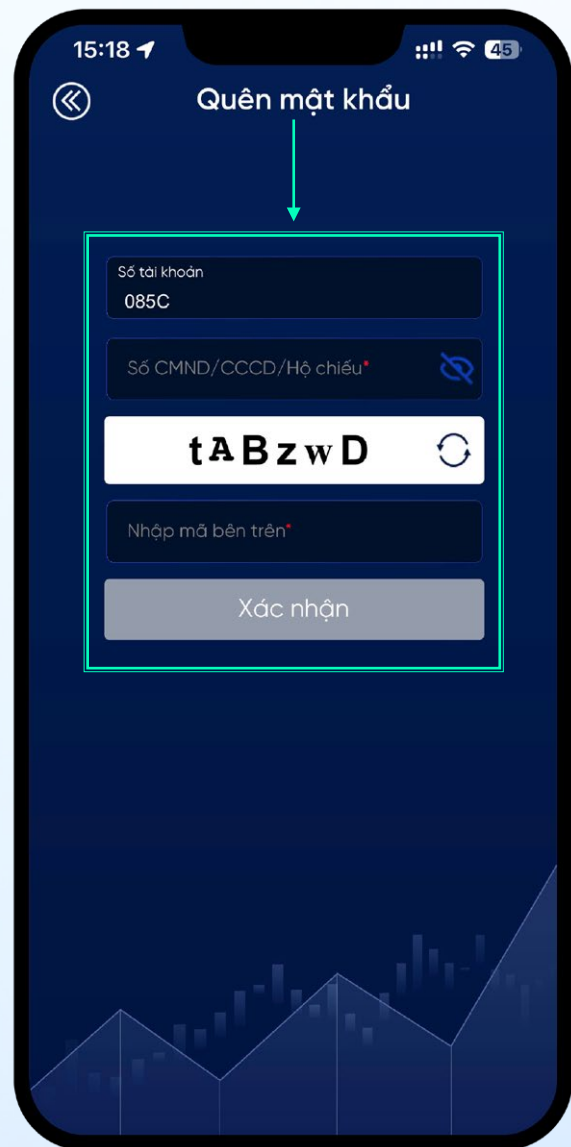 15:18
45
Quên mật khẩu
Số tài khoản
085C
Số CMND/CCCD/Hộ chiếu*
tABzwD
Nhập mã bên trên*
Xác nhận